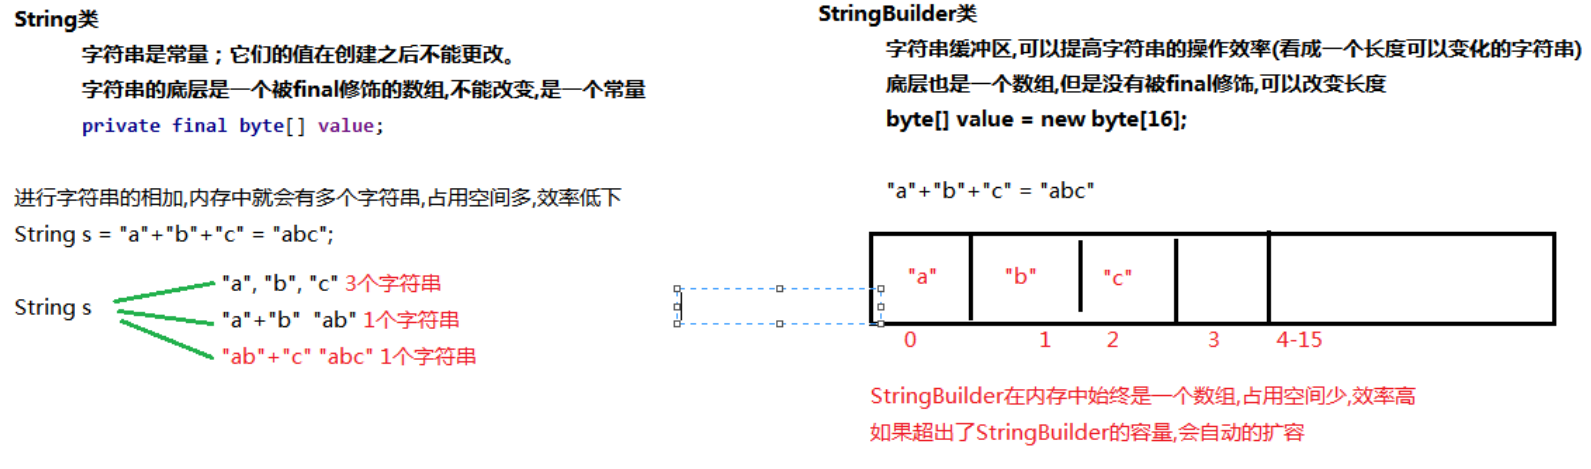 String类
字符串是常量；它们的值在创建之后不能更改。
字符串的底层是一个被final修饰的数组,不能改变,是一个常量
private final byte[] value;
进行字符串的相加,内存中就会有多个字符串,占用空间多,效率低下
String s = "a"+"b"+"c" = "abc";
String s
"a", "b", "c" 3个字符串
"a"+"b" "ab" 1个字符串
"ab"+"c" "abc" 1个字符串
StringBuilder类
字符串缓冲区,可以提高字符串的操作效率(看成一个长度可以变化的字符串)
底层也是一个数组,但是没有被final修饰,可以改变长度
byte[] value = new byte[16];
"a"+"b"+"c" = "abc"
"a" "b" "c"
0 1 2 3 4-15
StringBuilder在内存中始终是一个数组,占用空间少,效率高
如果超出了StringBuilder的容量,会自动的扩容